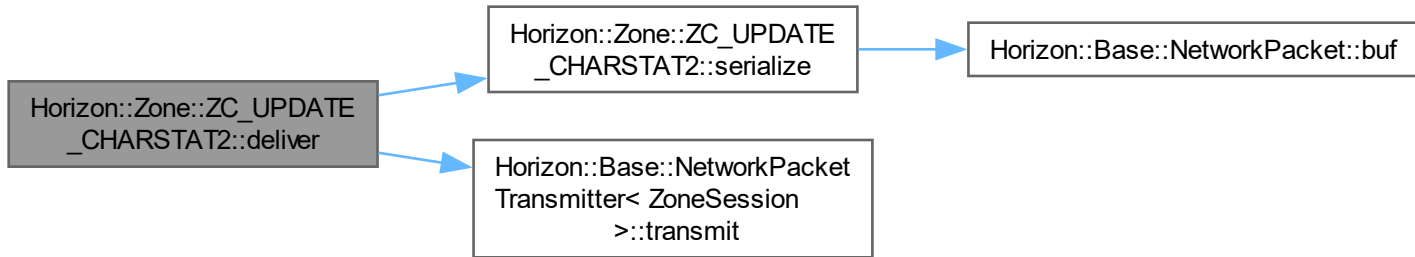 Horizon::Zone::ZC_UPDATE
_CHARSTAT2::deliver
Horizon::Zone::ZC_UPDATE
_CHARSTAT2::serialize
Horizon::Base::NetworkPacket::buf
Horizon::Base::NetworkPacket
Transmitter< ZoneSession
>::transmit